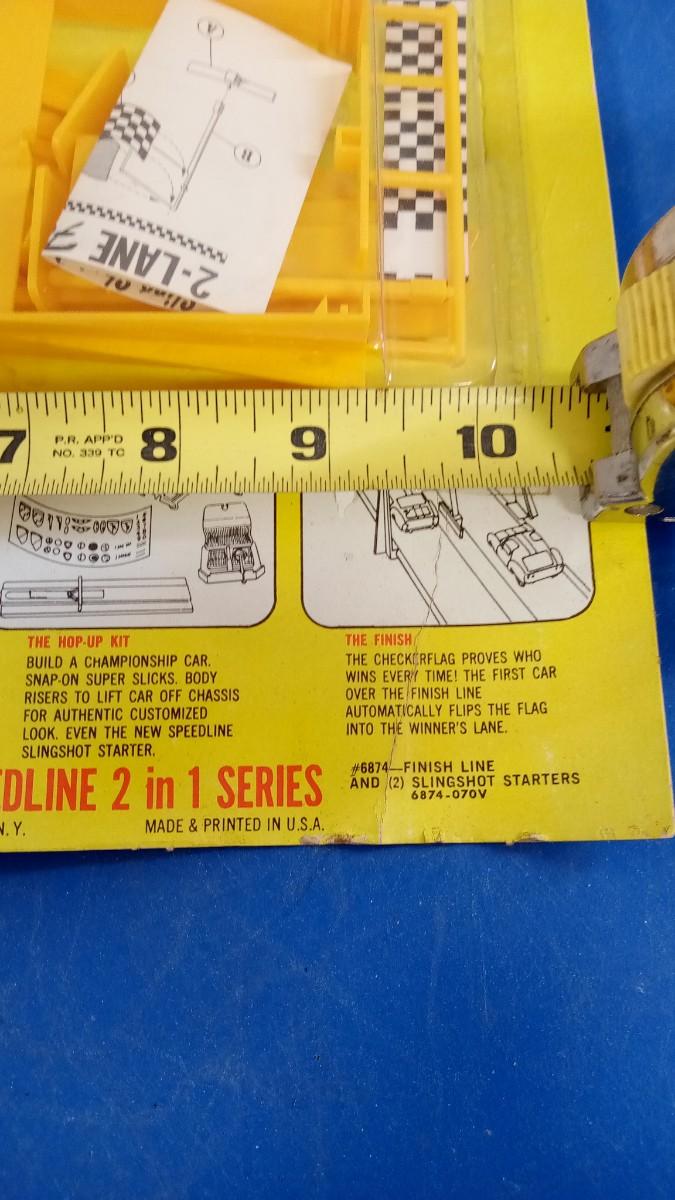 A
B
2-LANE
7
P.R. APP'D
NO. 339 TC
8
9
10
THE HOP-UP KIT
BUILD A CHAMPIONSHIP CAR.
SNAP-ON SUPER SLICKS. BODY
RISERS TO LIFT CAR OFF CHASSIS
FOR AUTHENTIC CUSTOMIZED
LOOK. EVEN THE NEW SPEEDLINE
SLINGSHOT STARTER.
THE FINISH
THE CHECKERFLAG PROVES WHO
WINS EVERY TIME! THE FIRST CAR
OVER THE FINISH LINE
AUTOMATICALLY FLIPS THE FLAG
INTO THE WINNER'S LANE.
EDLINE 2 in 1 SERIES
#6874—FINISH LINE
AND (2) SLINGSHOT STARTERS
6874-070V
N.Y.
MADE & PRINTED IN U.S.A.